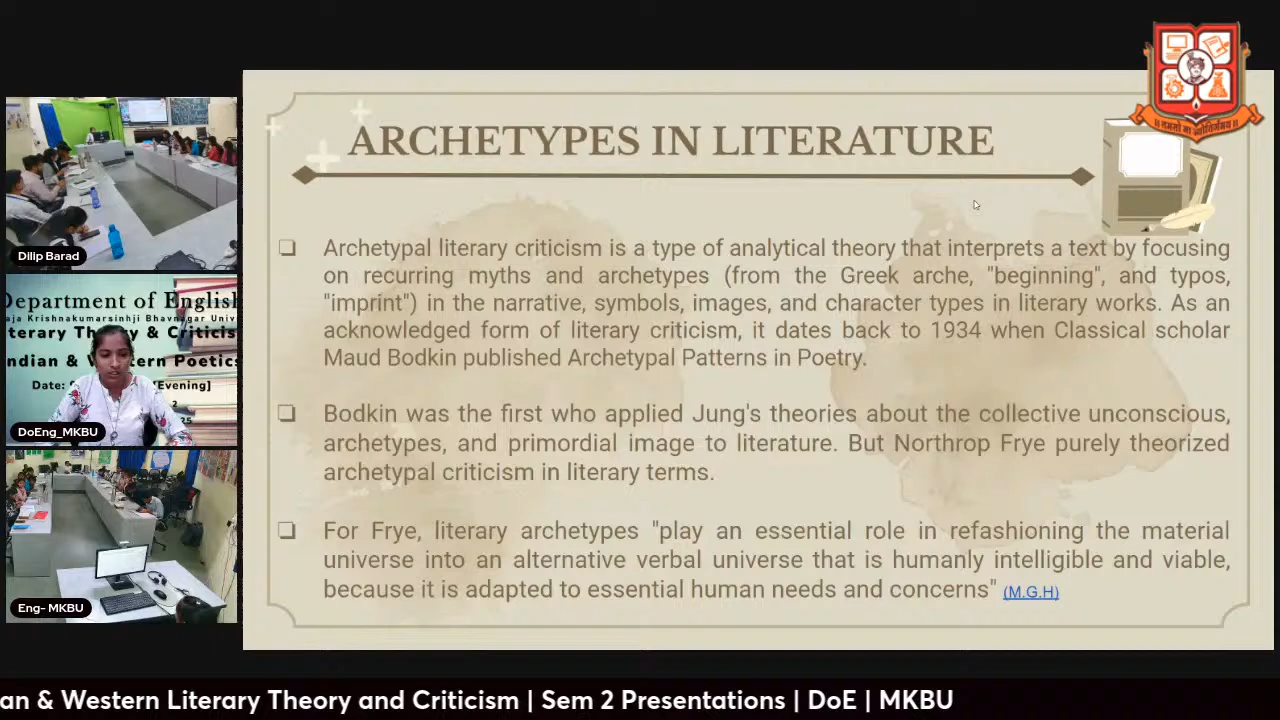 ARCHETYPES IN LITERATURE
❏ Archetypal literary criticism is a type of analytical theory that interprets a text by focusing
on recurring myths and archetypes (from the Greek arche, "beginning", and typos,
"imprint") in the narrative, symbols, images, and character types in literary works. As an
acknowledged form of literary criticism, it dates back to 1934 when Classical scholar
Maud Bodkin published Archetypal Patterns in Poetry.
❏ Bodkin was the first who applied Jung's theories about the collective unconscious,
archetypes, and primordial image to literature. But Northrop Frye purely theorized
archetypal criticism in literary terms.
❏ For Frye, literary archetypes "play an essential role in refashioning the material
universe into an alternative verbal universe that is humanly intelligible and viable,
because it is adapted to essential human needs and concerns" (M.G.H)
Dilip Barad
Department of English
Krishnakumarsinhji Bhavnagar
Date:
[Evening]
DoEng_MKBU
Eng- MKBU
an & Western Literary Theory and Criticism | Sem 2 Presentations | DoE | MKBU